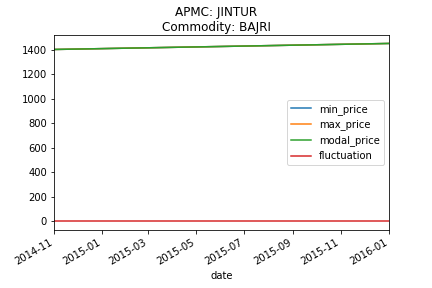 APMC: JINTUR
Commodity: BAJRI
1400
1200
1000
800
600
400
200
0
min_price
max_price
modal_price
fluctuation
2014-11
2015-01
2015-03
2015-05
2015-07
2015-09
2015-11
2016-01
date